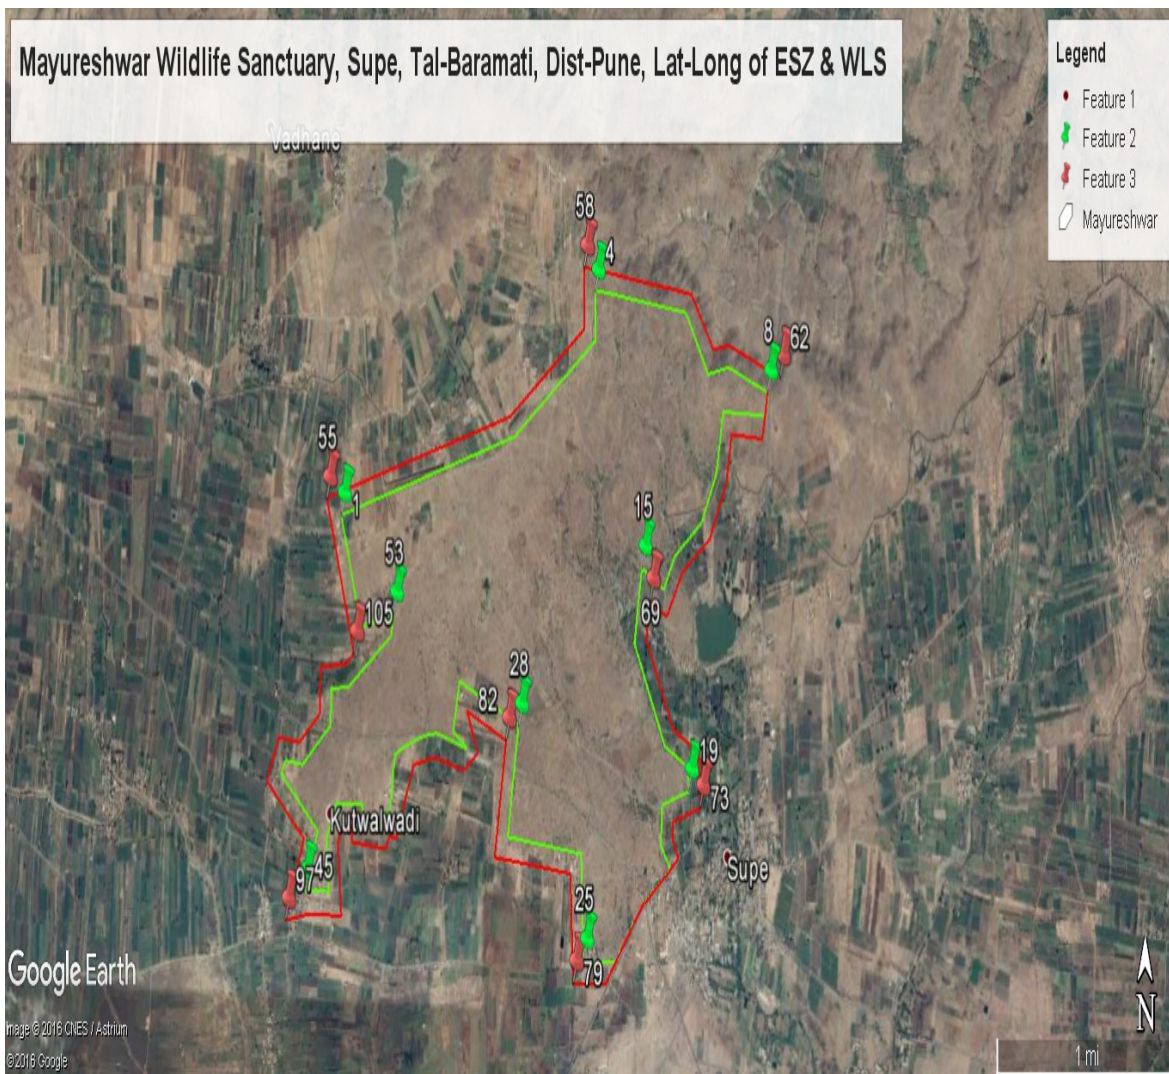 Mayureshwar Wildlife Sanctuary, Supe, Tal-Baramati, Dist-Pune, Lat-Long of ESZ & WLS
Legend
Feature 1
Feature 2
Feature 3
Mayureshwar
Vadhane
58
4
8
62
55
1
15
53
105
69
28
82
19
73
Kutwalwadi
Supe
45
97
25
79
Google Earth
Image © 2016 CNES / Astrium
© 2016 Google
N
1 mi